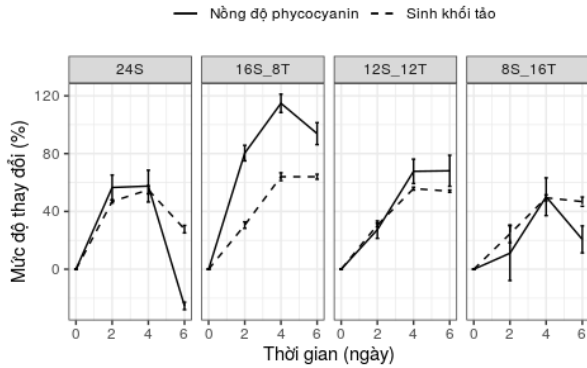 Nồng độ phycocyanin Sinh khối tảo
24S 16S_8T 12S_12T 8S_16T
Mức độ thay đổi (%)
120
80
40
0
0 2 4 6 0 2 4 6 0 2 4 6 0 2 4 6
Thời gian (ngày)